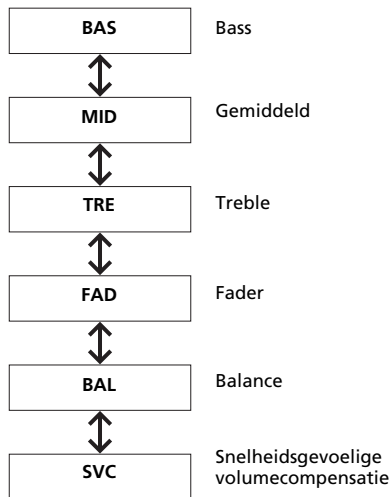 BAS Bass
MID Gemiddeld
TRE Treble
FAD Fader
BAL Balance
SVC Snelheidsgevoelige
volumecompensatie